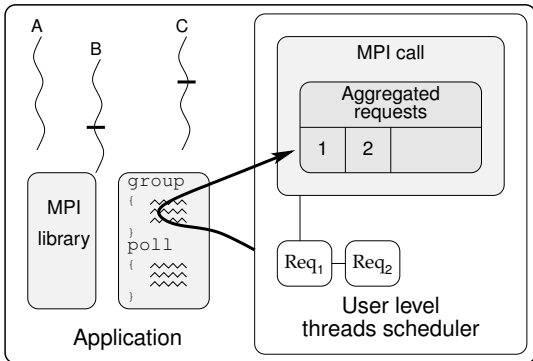 A
B
C
MPI
library
group
{
}
poll
{
}
Application
MPI call
Aggregated
requests
1 2
Req1 Req2
User level
threads scheduler